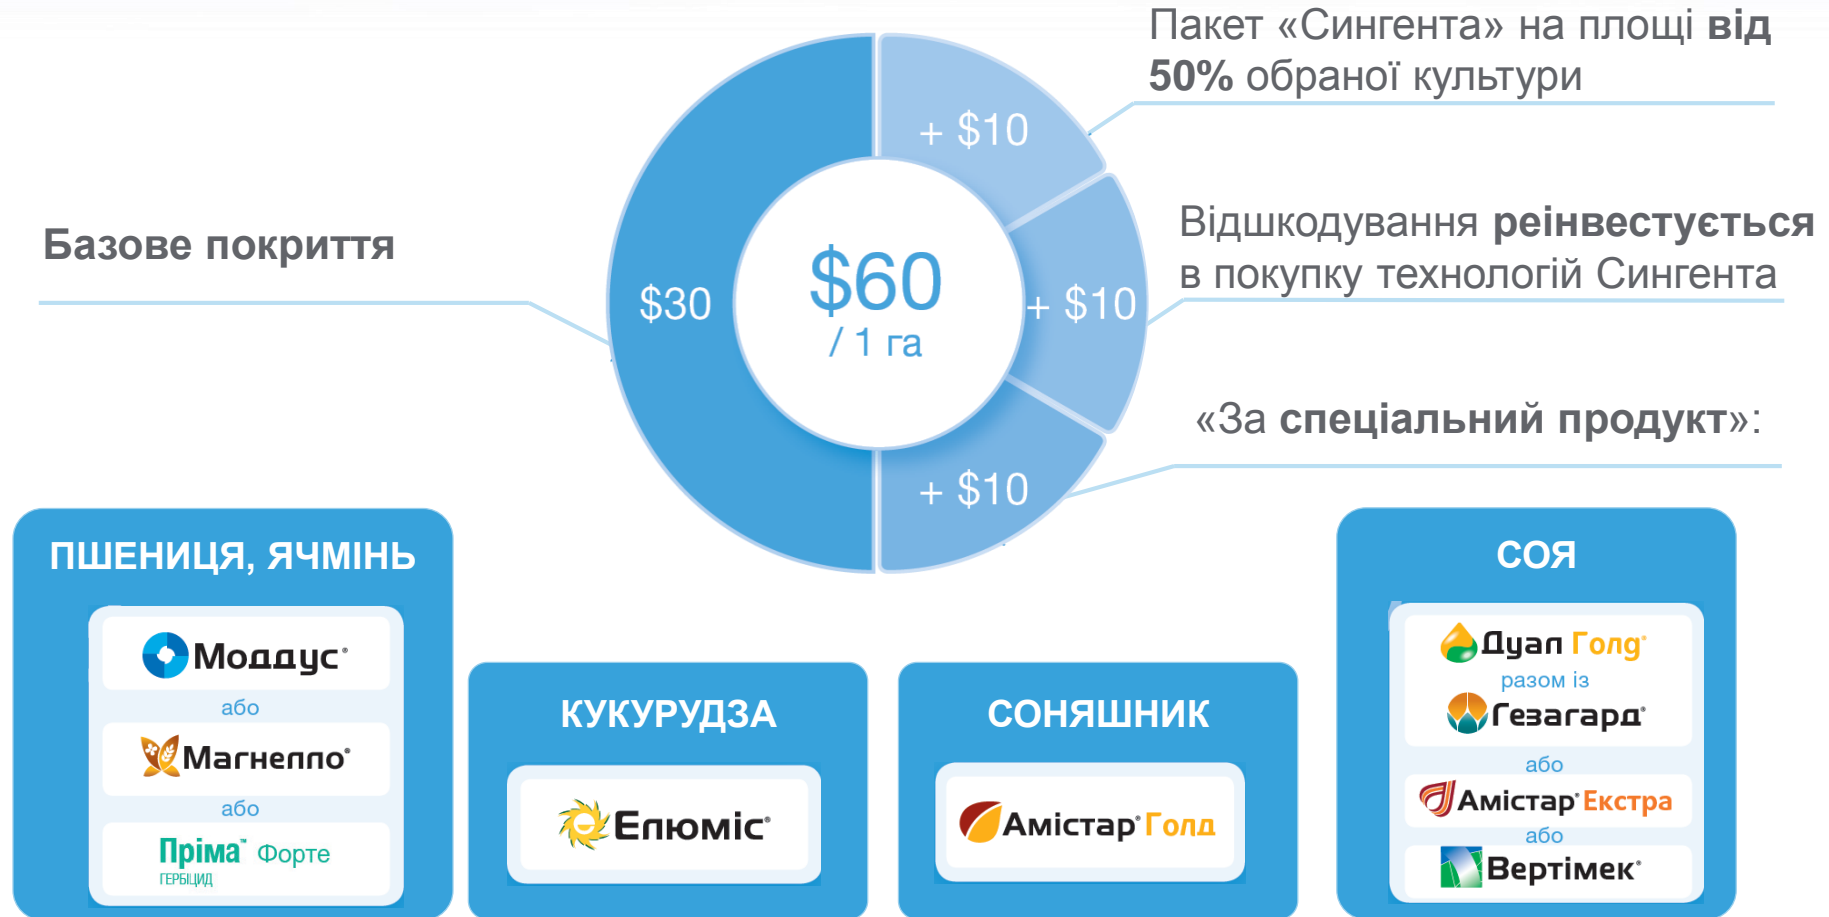 Пакет «Сингента» на площі від
50% обраної культури
+ $10
Базове покриття
$30
$60
/ 1 га
Відшкодування реінвестується
в покупку технологій Сингента
+ $10
«За спеціальний продукт»:
+ $10
ПШЕНИЦЯ, ЯЧМІНЬ
Моддус®
або
Магнелло®
або
Пріма™ Форте
ГЕРБІЦИД
КУКУРУДЗА
Елюміс®
СОНЯШНИК
Амістар® Голд
СОЯ
Дуал Голд®
разом із
Гезагард®
або
Амістар® Екстра
або
Вертімек®